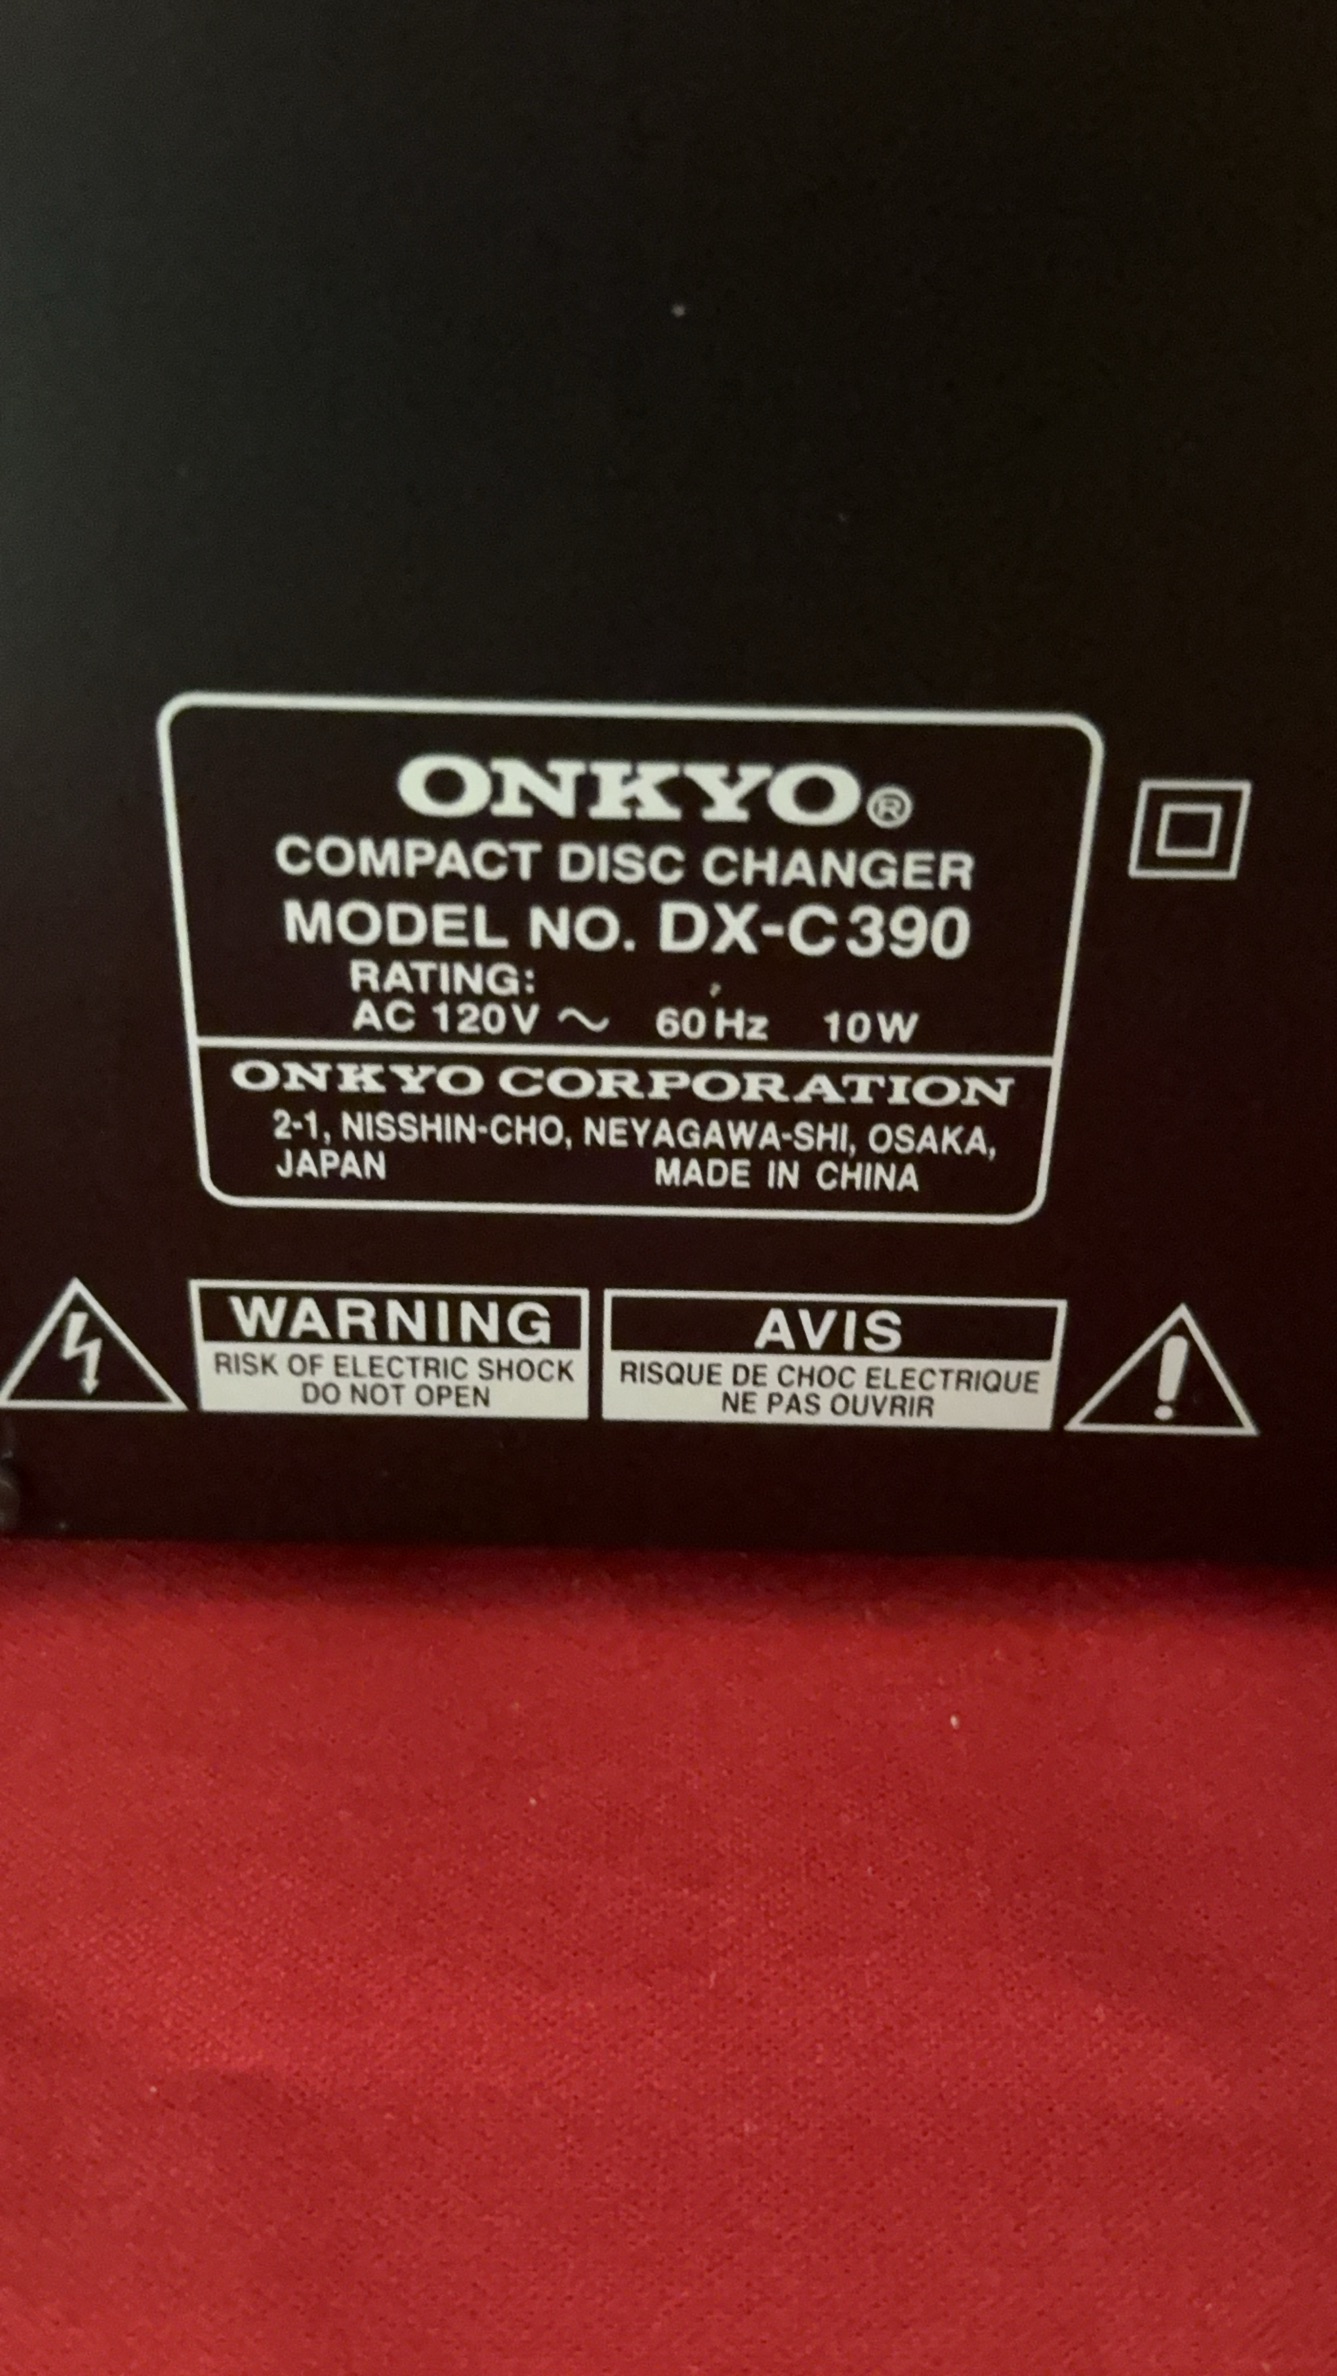 ONKYO®
COMPACT DISC CHANGER
MODEL NO. DX-C390
RATING:
AC 120V ~ 60Hz 10W
ONKYO CORPORATION
2-1, NISSHIN-CHO, NEYAGAWA-SHI, OSAKA,
JAPAN MADE IN CHINA
WARNING
RISK OF ELECTRIC SHOCK
DO NOT OPEN
AVIS
RISQUE DE CHOC ELECTRIQUE
NE PAS OUVRIR